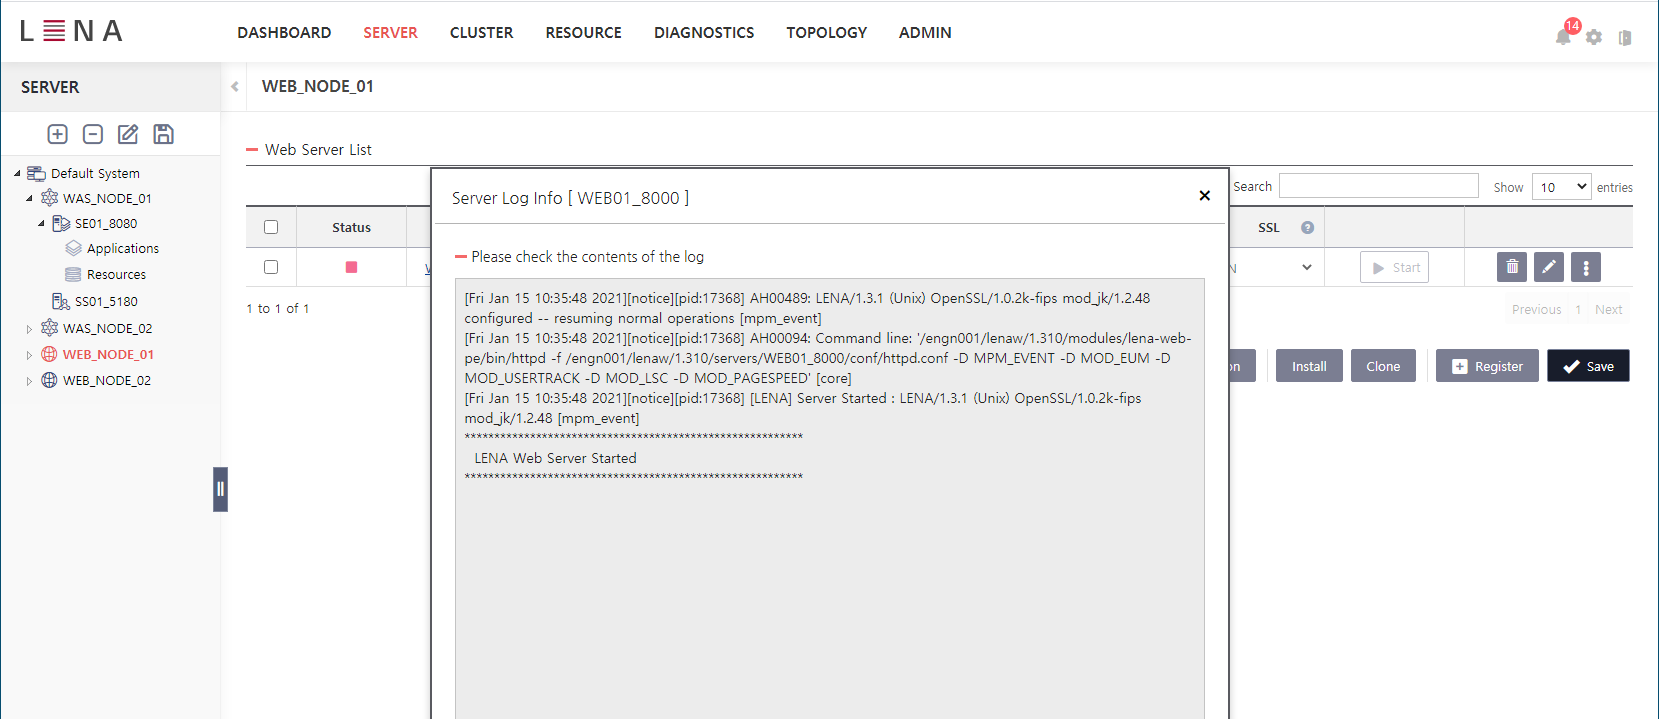 LENA
DASHBOARD SERVER CLUSTER RESOURCE DIAGNOSTICS TOPOLOGY ADMIN
14
SERVER
WEB_NODE_01
Default System
WAS_NODE_01
SE01_8080
Applications
Resources
SS01_5180
WAS_NODE_02
WEB_NODE_01
WEB_NODE_02
Web Server List
Search Show 10 entries
Status SSL ?
Start
1 to 1 of 1
Previous 1 Next
Install Clone Register Save
Server Log Info [ WEB01_8000 ]
Please check the contents of the log
[Fri Jan 15 10:35:48 2021][notice][pid:17368] AH00489: LENA/1.3.1 (Unix) OpenSSL/1.0.2k-fips mod_jk/1.2.48
configured -- resuming normal operations [mpm_event]
[Fri Jan 15 10:35:48 2021][notice][pid:17368] AH00094: Command line: '/engn001/lenaw/1.310/modules/lena-web-
pe/bin/httpd -f /engn001/lenaw/1.310/servers/WEB01_8000/conf/httpd.conf -D MPM_EVENT -D MOD_EUM -D
MOD_USERTRACK -D MOD_LSC -D MOD_PAGESPEED' [core]
[Fri Jan 15 10:35:48 2021][notice][pid:17368] [LENA] Server Started : LENA/1.3.1 (Unix) OpenSSL/1.0.2k-fips
mod_jk/1.2.48 [mpm_event]
*********************************************************
LENA Web Server Started
*********************************************************